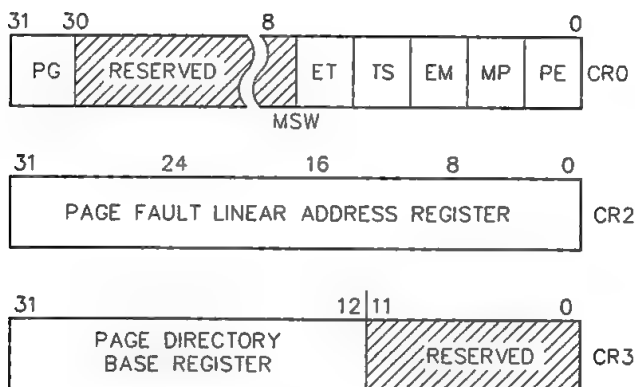 31 30 8 0
PG RESERVED ET TS EM MP PE CR0
MSW
31 24 16 8 0
PAGE FAULT LINEAR ADDRESS REGISTER CR2
31 12 11 0
PAGE DIRECTORY
BASE REGISTER RESERVED CR3